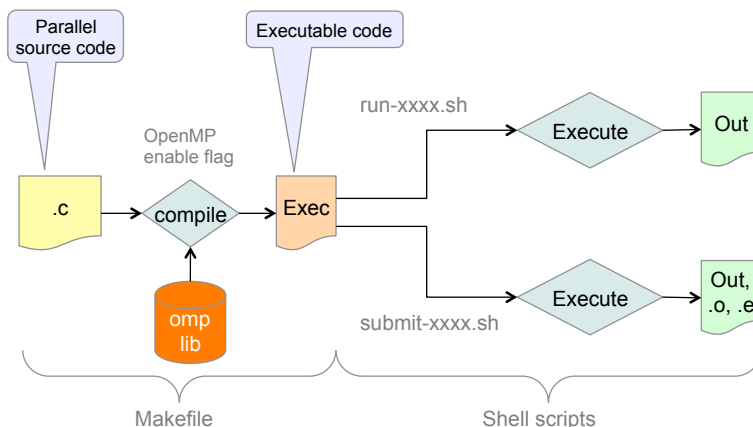 Parallel
source code
Executable code
run-xxxx.sh
OpenMP
enable flag
Execute
Out
.c
compile
Exec
omp
lib
submit-xxxx.sh
Execute
Out,
.o, .e
Makefile
Shell scripts